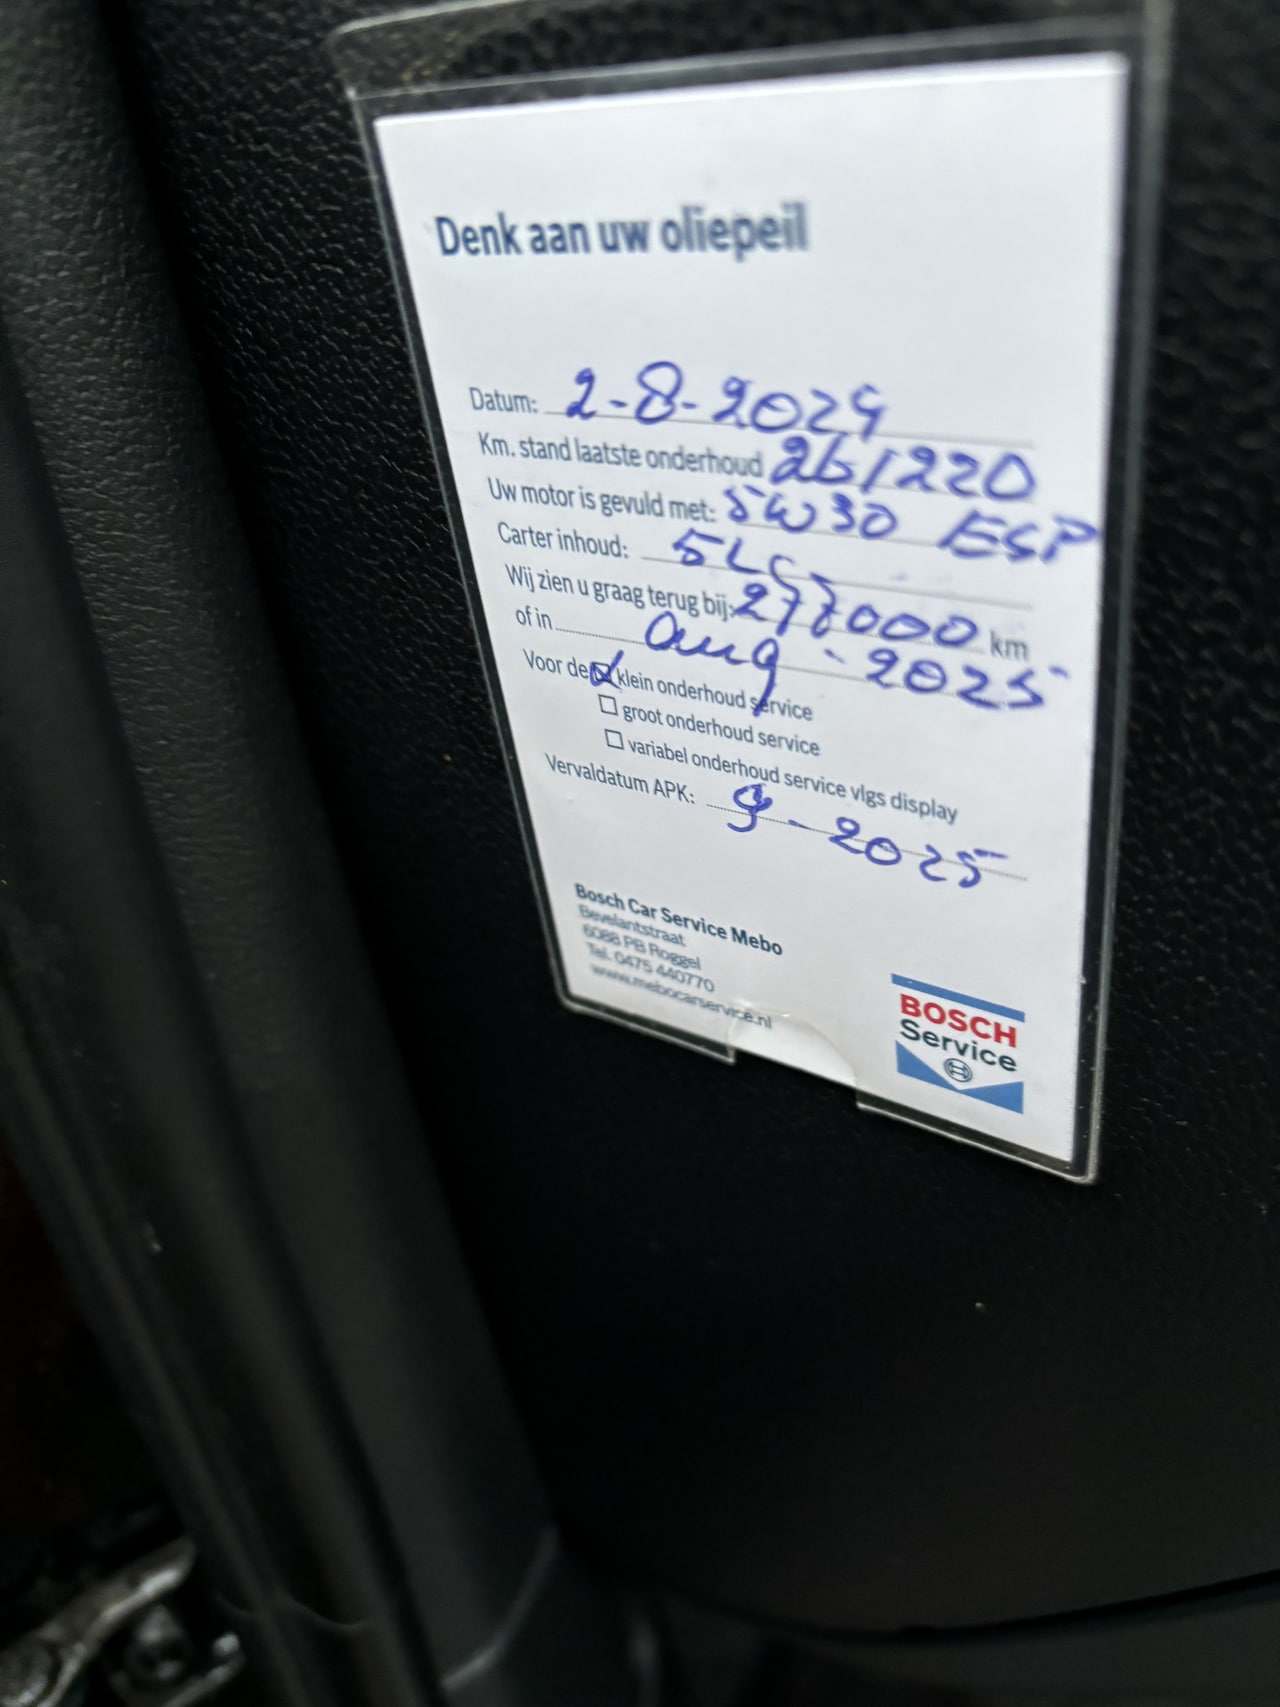 Denk aan uw oliepeil
Datum: 2-8-2024
Km. stand laatste onderhoud 261220
Uw motor is gevuld met: 5W30 ESP
Carter inhoud: 5L
Wij zien u graag terug bij: 277000 km
of in aug - 2025
Voor de klein onderhoud service
groot onderhoud service
variabel onderhoud service vlgs display
Vervaldatum APK: 9-2025
Bosch Car Service Mebo
Bevelantstraat
6088 PB Roggel
Tel. 0475 440770
www.mebocarservice.nl
BOSCH
Service